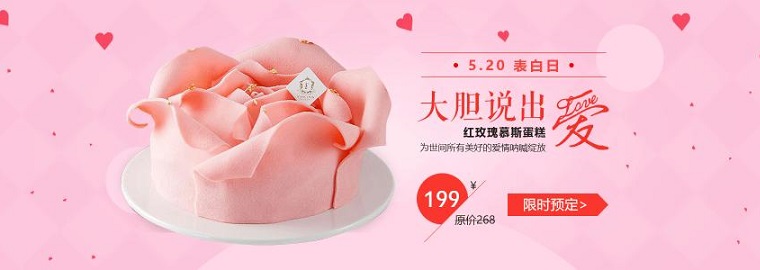 5.20 表白日
大胆说出爱
Love
红玫瑰慕斯蛋糕
为世间所有美好的爱情呐喊绽放
199
¥
原价268
限时预定>